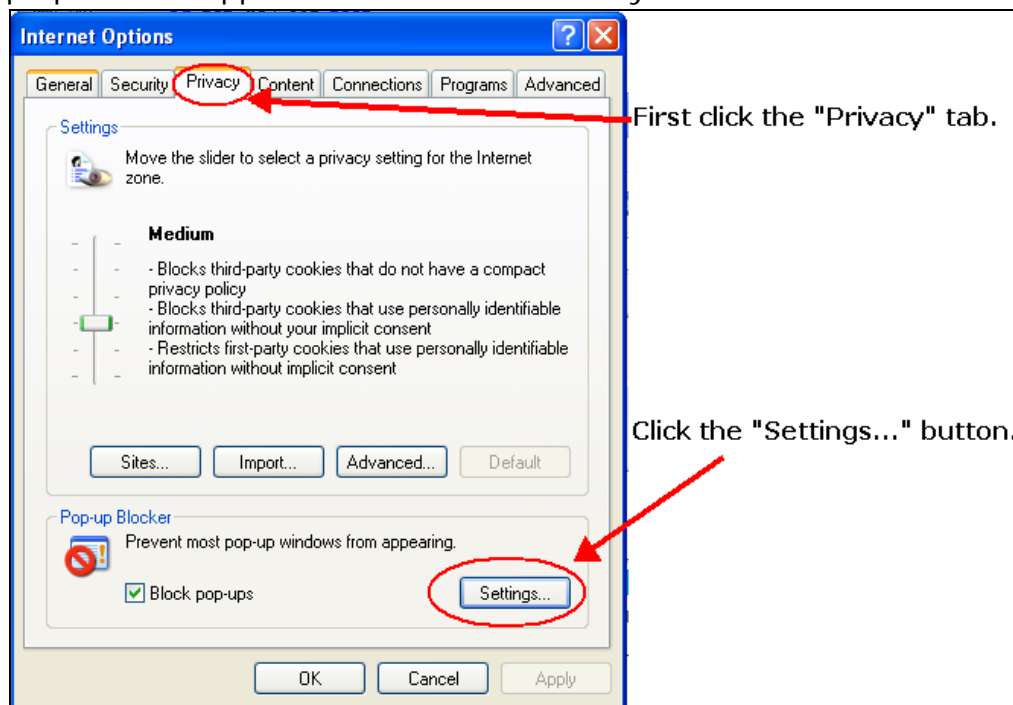 Internet Options
General Security Privacy Content Connections Programs Advanced
First click the "Privacy" tab.
Settings
Move the slider to select a privacy setting for the Internet
zone.
Medium
- Blocks third-party cookies that do not have a compact
privacy policy
- Blocks third-party cookies that use personally identifiable
information without your implicit consent
- Restricts first-party cookies that use personally identifiable
information without implicit consent
Click the "Settings..." button.
Sites... Import... Advanced... Default
Pop-up Blocker
Prevent most pop-up windows from appearing.
Block pop-ups Settings...
OK Cancel Apply